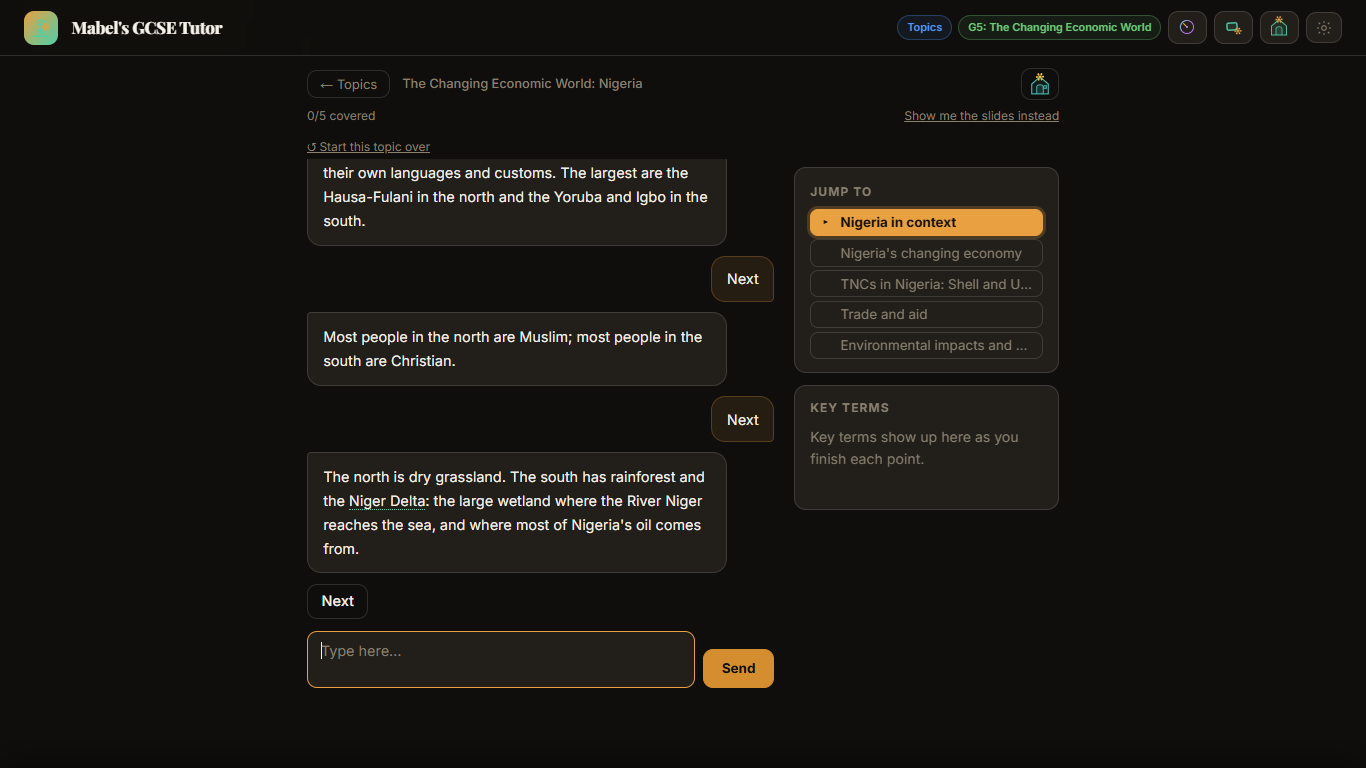 Mabel's GCSE Tutor
Topics
G5: The Changing Economic World
← Topics
The Changing Economic World: Nigeria
0/5 covered
Show me the slides instead
↺ Start this topic over
their own languages and customs. The largest are the
Hausa-Fulani in the north and the Yoruba and Igbo in the
south.
Next
Most people in the north are Muslim; most people in the
south are Christian.
Next
The north is dry grassland. The south has rainforest and
the Niger Delta: the large wetland where the River Niger
reaches the sea, and where most of Nigeria's oil comes
from.
Next
Type here...
Send
JUMP TO
▸ Nigeria in context
Nigeria's changing economy
TNCs in Nigeria: Shell and U...
Trade and aid
Environmental impacts and ...
KEY TERMS
Key terms show up here as you
finish each point.